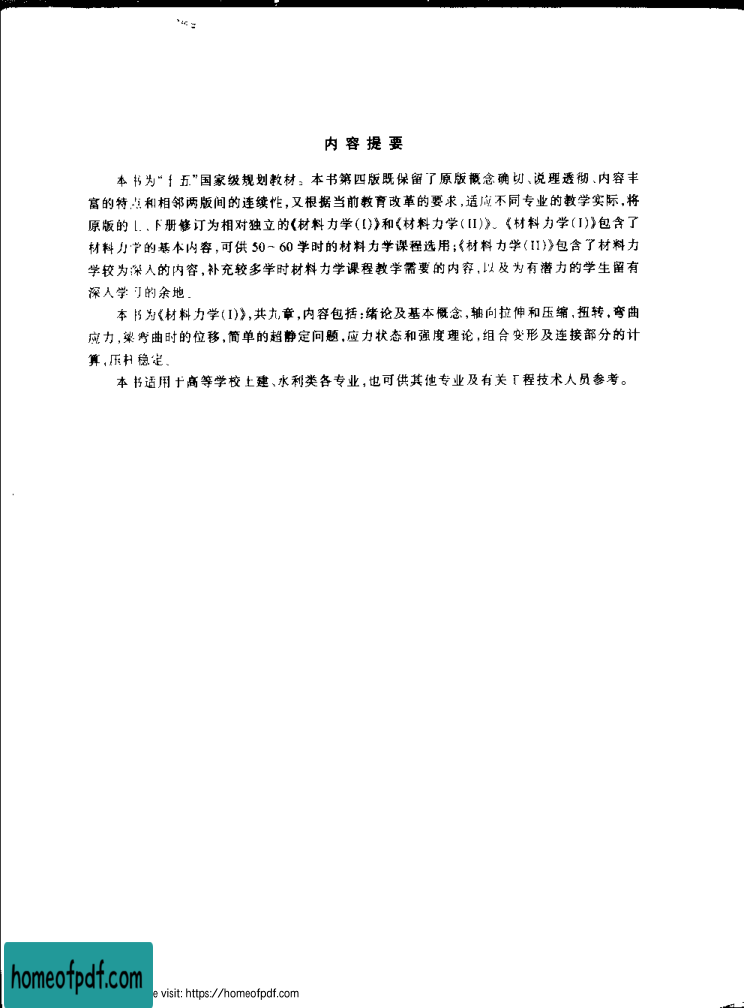 内容提要
本书为“十五”国家级规划教材。本书第四版既保留了原版概念确切、说理透彻、内容丰
富的特点和相邻两版间的连续性,又根据当前教育改革的要求,适应不同专业的教学实际,将
原版的上、下册修订为相对独立的《材料力学(I)》和《材料力学(II)》。《材料力学(I)》包含了
材料力学的基本内容,可供 50~60 学时的材料力学课程选用;《材料力学(II)》包含了材料力
学较为深入的内容,补充较多学时材料力学课程教学需要的内容,以及为有潜力的学生留有
深入学习的余地。
本书为《材料力学(I)》,共九章,内容包括:绪论及基本概念,轴向拉伸和压缩,扭转,弯曲
应力,梁弯曲时的位移,简单的超静定问题,应力状态和强度理论,组合变形及连接部分的计
算,压杆稳定。
本书适用于高等学校土建、水利类各专业,也可供其他专业及有关工程技术人员参考。
homeofpdf.com
e visit: https://homeofpdf.com